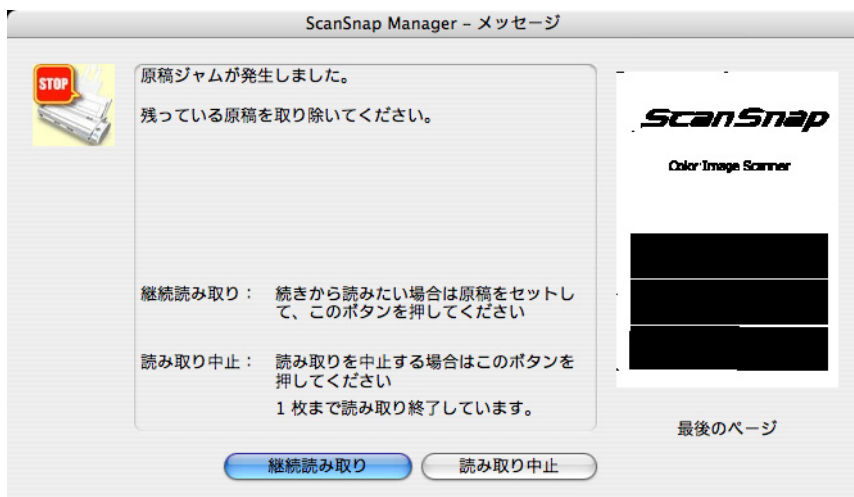 ScanSnap Manager – メッセージ
STOP
原稿ジャムが発生しました。
残っている原稿を取り除いてください。
継続読み取り： 続きから読みたい場合は原稿をセットし
て、このボタンを押してください
読み取り中止： 読み取りを中止する場合はこのボタンを
押してください
1 枚まで読み取り終了しています。
ScanSnap
Color Image Scanner
最後のページ
継続読み取り
読み取り中止